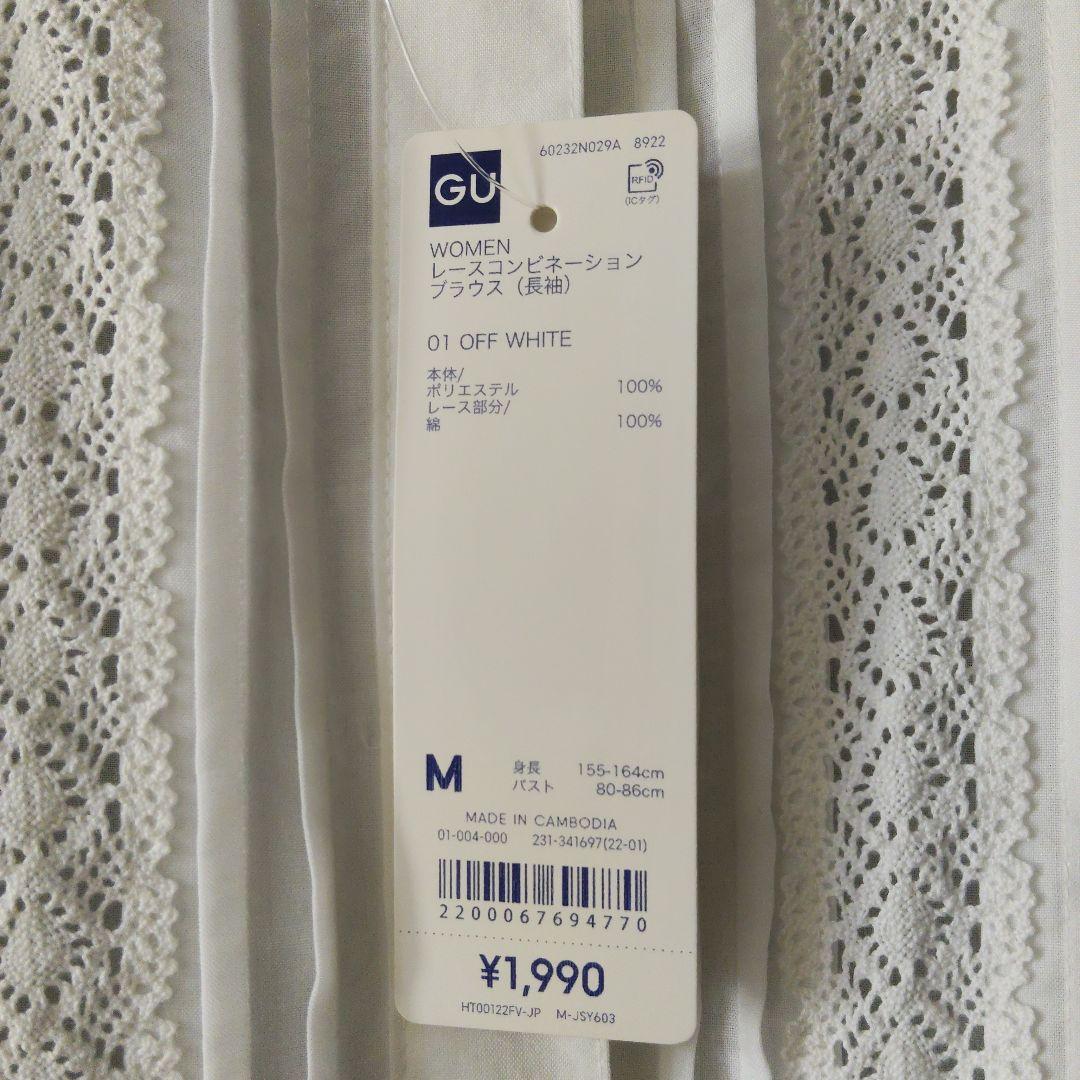 60232N029A 8922
GU
RFID
(ICタグ)
WOMEN
レースコンビネーション
ブラウス（長袖）
01 OFF WHITE
本体/
ポリエステル 100%
レース部分/
綿 100%
M 身長 155-164cm
バスト 80-86cm
MADE IN CAMBODIA
01-004-000 231-341697(22-01)
2200067694770
¥1,990
HT00122FV-JP M-JSY603